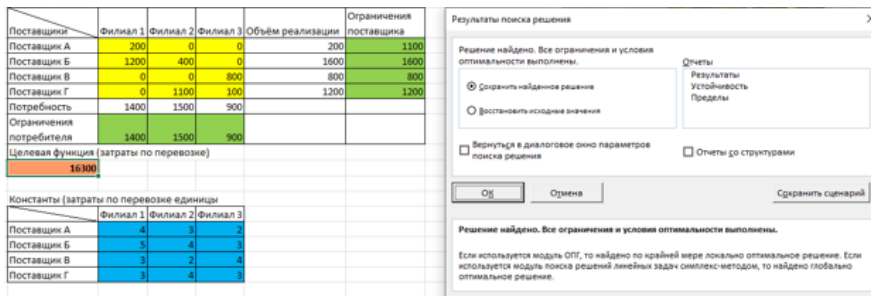 Ограничения
Поставщики Филиал 1 Филиал 2 Филиал 3 Объём реализации поставщика
Поставщик А 200 0 0 200 1100
Поставщик Б 1200 400 0 1600 1600
Поставщик В 0 0 800 800 800
Поставщик Г 0 1100 100 1200 1200
Потребность 1400 1500 900
Ограничения
потребителя 1400 1500 900
Целевая функция (затраты по перевозке)
16300
Константы (затраты по перевозке единицы
Филиал 1 Филиал 2 Филиал 3
Поставщик А 4 3 2
Поставщик Б 5 4 3
Поставщик В 3 2 4
Поставщик Г 3 4 3
Результаты поиска решения
Решение найдено. Все ограничения и условия
оптимальности выполнены.
Отчеты
Результаты
Устойчивость
Пределы
Сохранить найденное решение
Восстановить исходные значения
Вернуться в диалоговое окно параметров
поиска решения
Отчеты со структурами
ОК Отмена Сохранить сценарий
Решение найдено. Все ограничения и условия оптимальности выполнены.
Если используется модуль ОПГ, то найдено по крайней мере локально оптимальное решение. Если
используется модуль поиска решений линейных задач симплекс-методом, то найдено глобально
оптимальное решение.